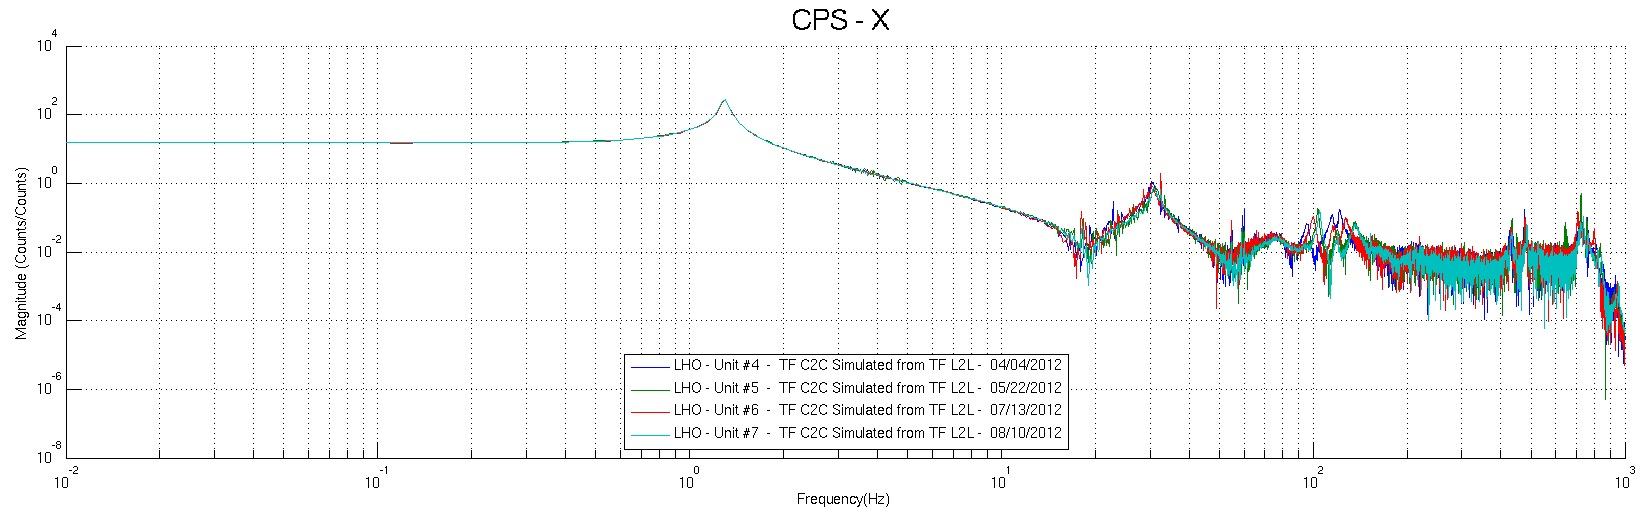 CPS - X
10^4
10^2
10^0
10^-2
10^-4
10^-6
10^-8
Magnitude (Counts/Counts)
LHO - Unit #4 - TF C2C Simulated from TF L2L - 04/04/2012
LHO - Unit #5 - TF C2C Simulated from TF L2L - 05/22/2012
LHO - Unit #6 - TF C2C Simulated from TF L2L - 07/13/2012
LHO - Unit #7 - TF C2C Simulated from TF L2L - 08/10/2012
10^-2 10^-1 10^0 10^1 10^2 10^3
Frequency(Hz)